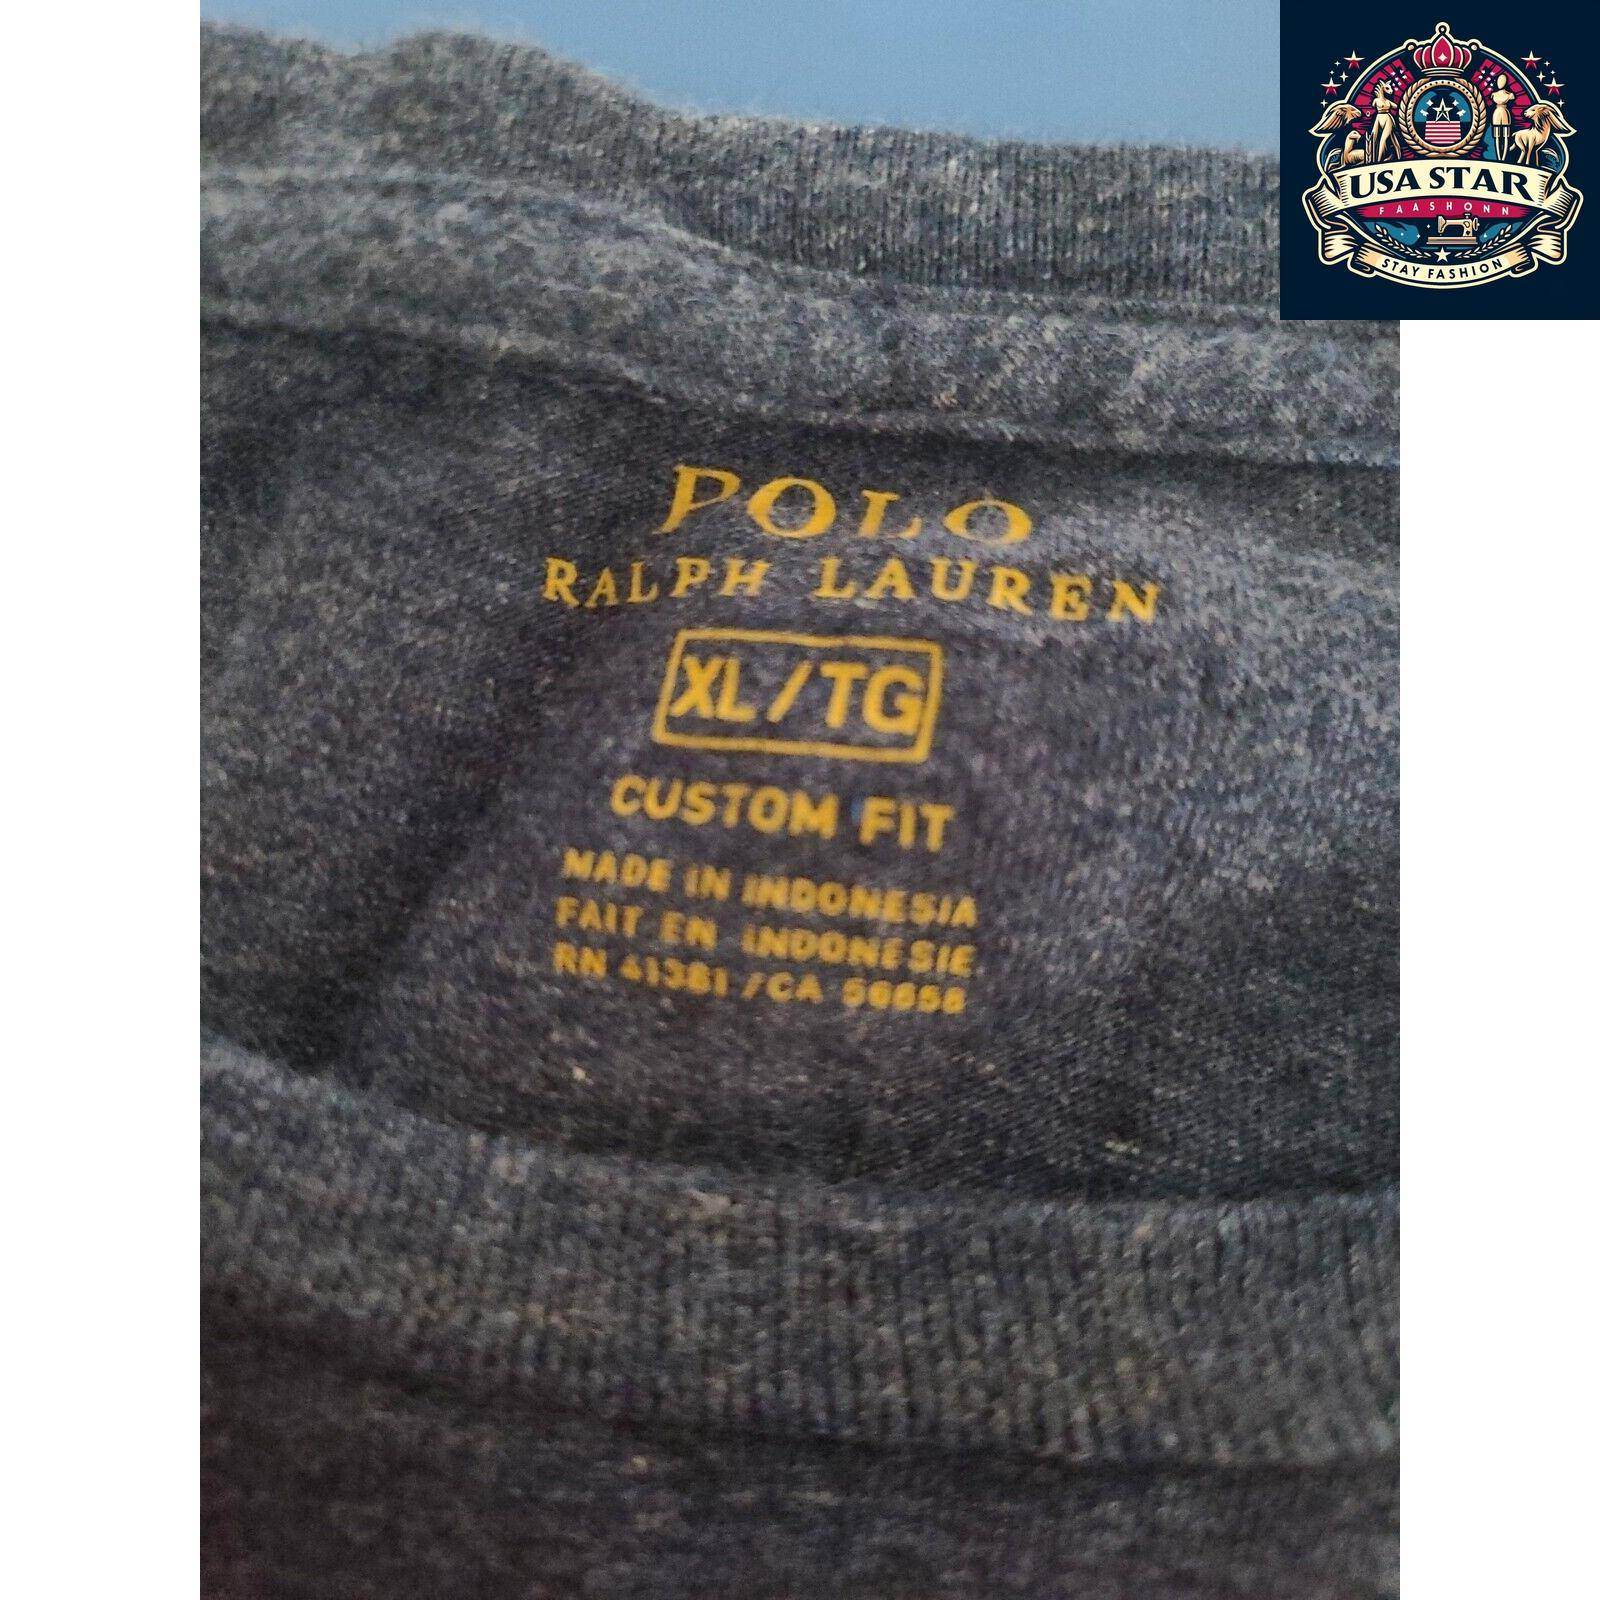 USA STAR
FAASHONN
STAY FASHION
POLO
RALPH LAUREN
XL/TG
CUSTOM FIT
MADE IN INDONESIA
FAIT EN INDONESIE
RN 41381 /CA 56658